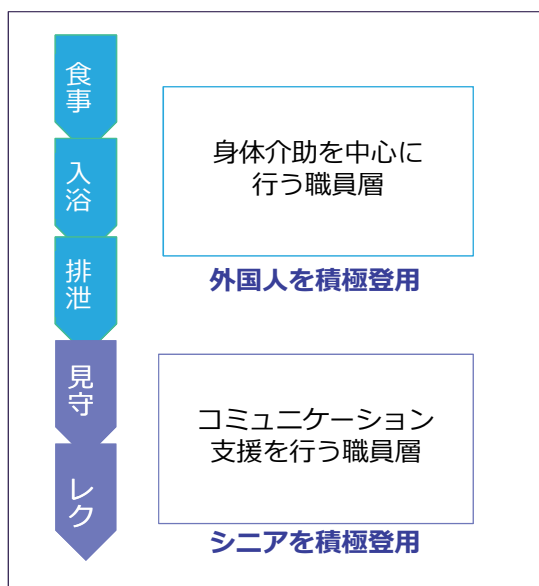 食事
入浴
排泄
見守
レク
身体介助を中心に
行う職員層
外国人を積極登用
コミュニケーション
支援を行う職員層
シニアを積極登用